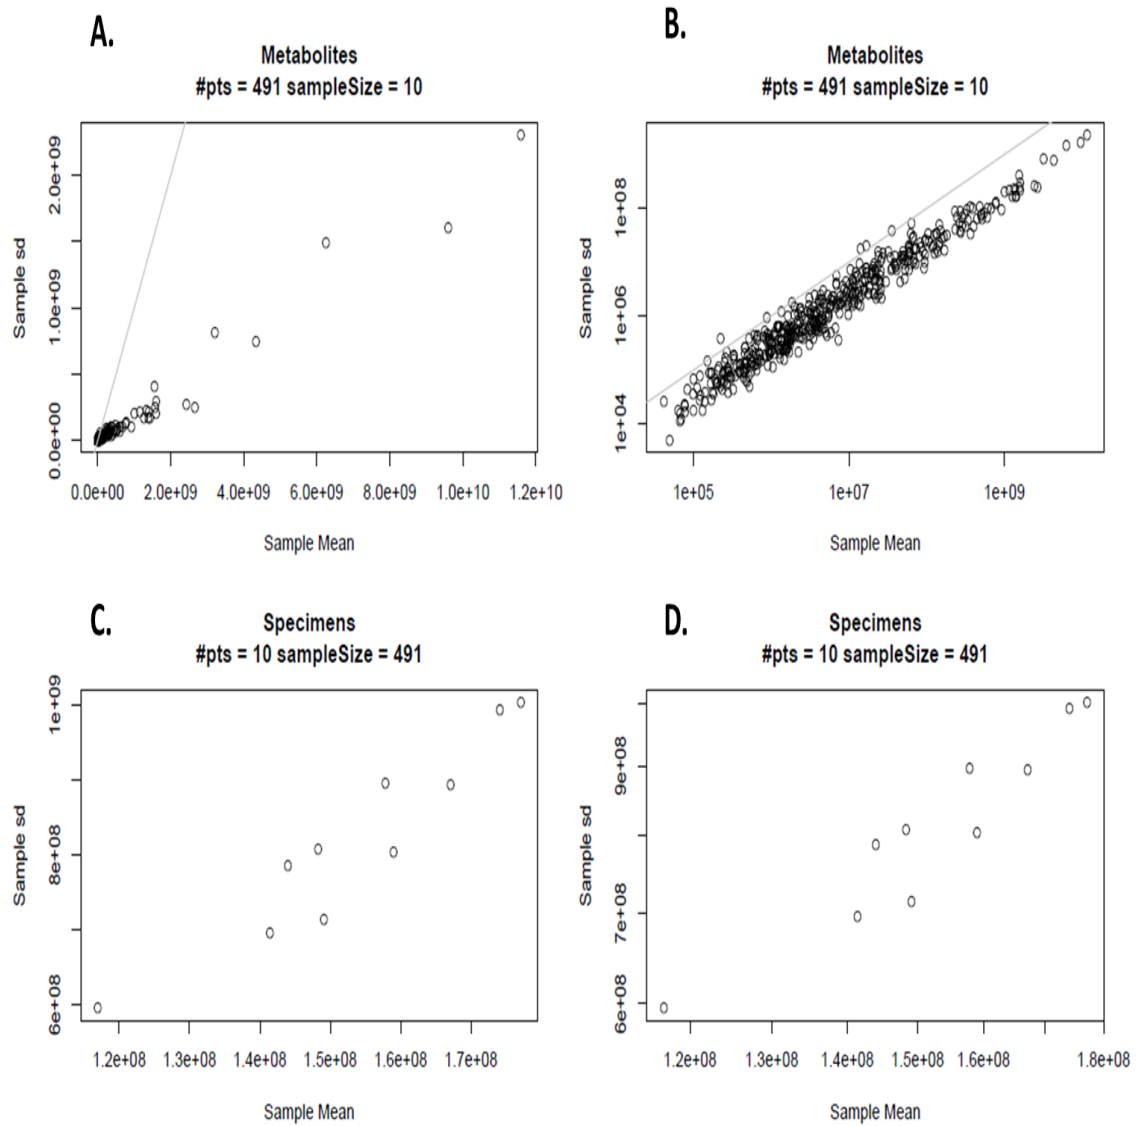 A.
Metabolites
#pts = 491 sampleSize = 10
2.0e+09
1.0e+09
0.0e+00
Sample sd
0.0e+00 2.0e+09 4.0e+09 6.0e+09 8.0e+09 1.0e+10 1.2e+10
Sample Mean
B.
Metabolites
#pts = 491 sampleSize = 10
1e+08
1e+06
1e+04
Sample sd
1e+05 1e+07 1e+09
Sample Mean
C.
Specimens
#pts = 10 sampleSize = 491
1e+09
8e+08
6e+08
Sample sd
1.2e+08 1.3e+08 1.4e+08 1.5e+08 1.6e+08 1.7e+08
Sample Mean
D.
Specimens
#pts = 10 sampleSize = 491
9e+08
7e+08
6e+08
Sample sd
1.2e+08 1.3e+08 1.4e+08 1.5e+08 1.6e+08 1.8e+08
Sample Mean